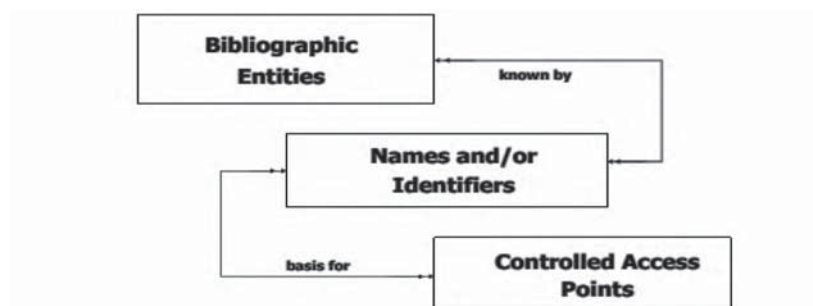 Bibliographic
Entities
known by
Names and/or
Identifiers
basis for
Controlled Access
Points